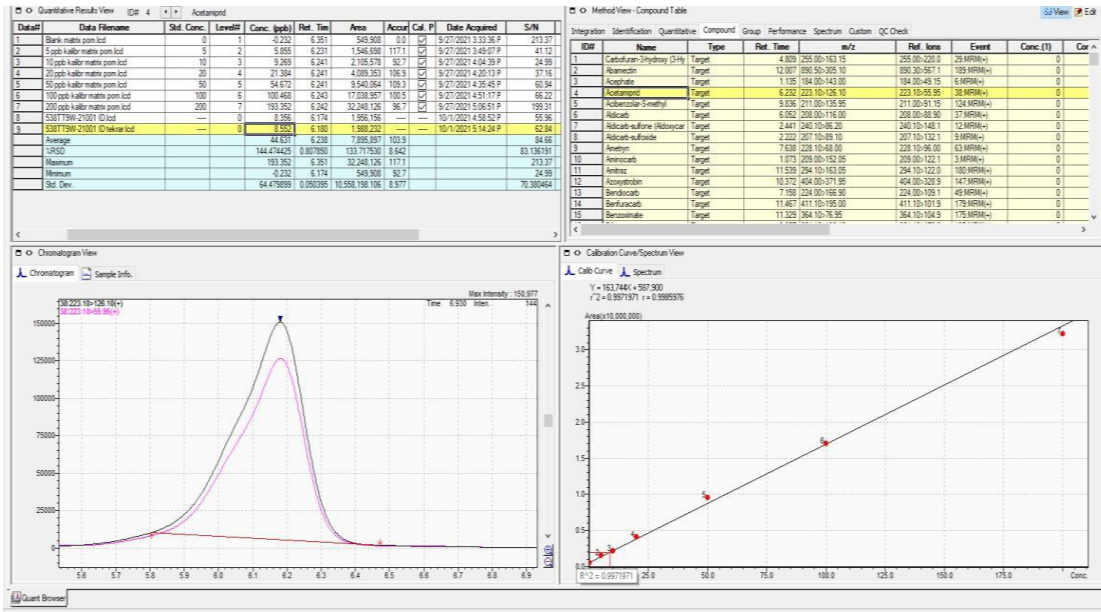 Quantitative Results View ID# 4 Acetamiprid
Data# Data Filename Std. Conc. Level# Conc. (ppb) Ret. Tim Area Accur Cal. P Date Acquired S/N
1 Blank matrix pom.lcd 0 1 -0.232 6.351 549,908 0.0 9/27/2021 3:33:36 P 213.37
2 5 ppb kalibr matrix pom.lcd 5 2 5.855 6.231 1,546,698 117.1 9/27/2021 3:49:07 P 41.12
3 10 ppb kalibr matrix pom.lcd 10 3 9.269 6.241 2,105,578 92.7 9/27/2021 4:04:39 P 24.99
4 20 ppb kalibr matrix pom.lcd 20 4 21.384 6.241 4,089,353 106.9 9/27/2021 4:20:13 P 37.16
5 50 ppb kalibr matrix pom.lcd 50 5 54.672 6.241 9,540,064 109.3 9/27/2021 4:35:45 P 60.94
6 100 ppb kalibr matrix pom.lcd 100 6 100.468 6.243 17,038,957 100.5 9/27/2021 4:51:17 P 66.22
7 200 ppb kalibr matrix pom.lcd 200 7 193.352 6.242 32,248,126 96.7 9/27/2021 5:06:51 P 199.31
8 538TT9W-21001 ID.lcd ---- 0 8.356 6.174 1,956,156 ---- 10/1/2021 4:58:52 P 55.96
9 538TT9W-21001 ID tekrar.lcd ---- 0 8.552 6.180 1,988,232 ---- 10/1/2021 5:14:24 P 62.84
Average 44.631 6.238 7,895,897 103.9 84.66
%RSD 144.474425 0.807850 133.717530 8.642 83.136191
Maximum 193.352 6.351 32,248,126 117.1 213.37
Minimum -0.232 6.174 549,908 92.7 24.99
Std. Dev. 64.479899 0.050395 10,558,198.106 8.977 70.380464
Method View - Compound Table View Edit
Integration Identification Quantitative Compound Group Performance Spectrum Custom QC Check
ID# Name Type Ret. Time m/z Ref. Ions Event Conc.(1) Cor
1 Carbofuran-3-hydroxy (3-Hy Target 4.809 255.00>163.15 255.00>220.0 29:MRM(+) 0
2 Abamectin Target 12.007 890.50>305.10 890.30>567.1 189:MRM(+) 0
3 Acephate Target 1.135 184.00>143.00 184.00>49.15 6:MRM(+) 0
4 Acetamiprid Target 6.232 223.10>126.10 223.10>55.95 38:MRM(+) 0
5 Acibenzolar-S-methyl Target 9.836 211.00>135.95 211.00>91.15 124:MRM(+) 0
6 Aldicarb Target 6.052 208.00>116.00 208.00>88.90 37:MRM(+) 0
7 Aldicarb-sulfone (Aldoxycar Target 2.441 240.10>86.20 240.10>148.1 12:MRM(+) 0
8 Aldicarb-sulfoxide Target 2.222 207.10>89.10 207.10>132.1 9:MRM(+) 0
9 Ametryn Target 7.638 228.10>68.00 228.10>96.00 63:MRM(+) 0
10 Aminocarb Target 1.073 209.00>152.05 209.00>122.1 3:MRM(+) 0
11 Amitraz Target 11.539 294.10>163.05 294.10>122.0 180:MRM(+) 0
12 Azoxystrobin Target 10.372 404.00>371.95 404.00>328.9 147:MRM(+) 0
13 Bendiocarb Target 7.158 224.00>166.90 224.00>109.1 49:MRM(+) 0
14 Benfuracarb Target 11.467 411.10>195.00 411.10>101.9 179:MRM(+) 0
15 Benzoximate Target 11.329 364.10>76.95 364.10>104.9 175:MRM(+) 0
Chromatogram View
Chromatogram Sample Info.
Max Intensity : 150,977
38:223.10>126.10(+) Time 6.930 Inten. 144
38:223.10>55.95(+)
150000
125000
100000
75000
50000
25000
0
5.6 5.7 5.8 5.9 6.0 6.1 6.2 6.3 6.4 6.5 6.6 6.7 6.8 6.9
Calibration Curve/Spectrum View
Calib Curve Spectrum
Y = 163,744X + 587,900
r^2 = 0.9971971 r = 0.9985976
Area(x10,000,000)
3.0
2.5
2.0
1.5
1.0
0.5
0.0
2 3 4 5 6 7
R^2 = 0.9971971 25.0 50.0 75.0 100.0 125.0 150.0 175.0 Conc.
Quant Browser